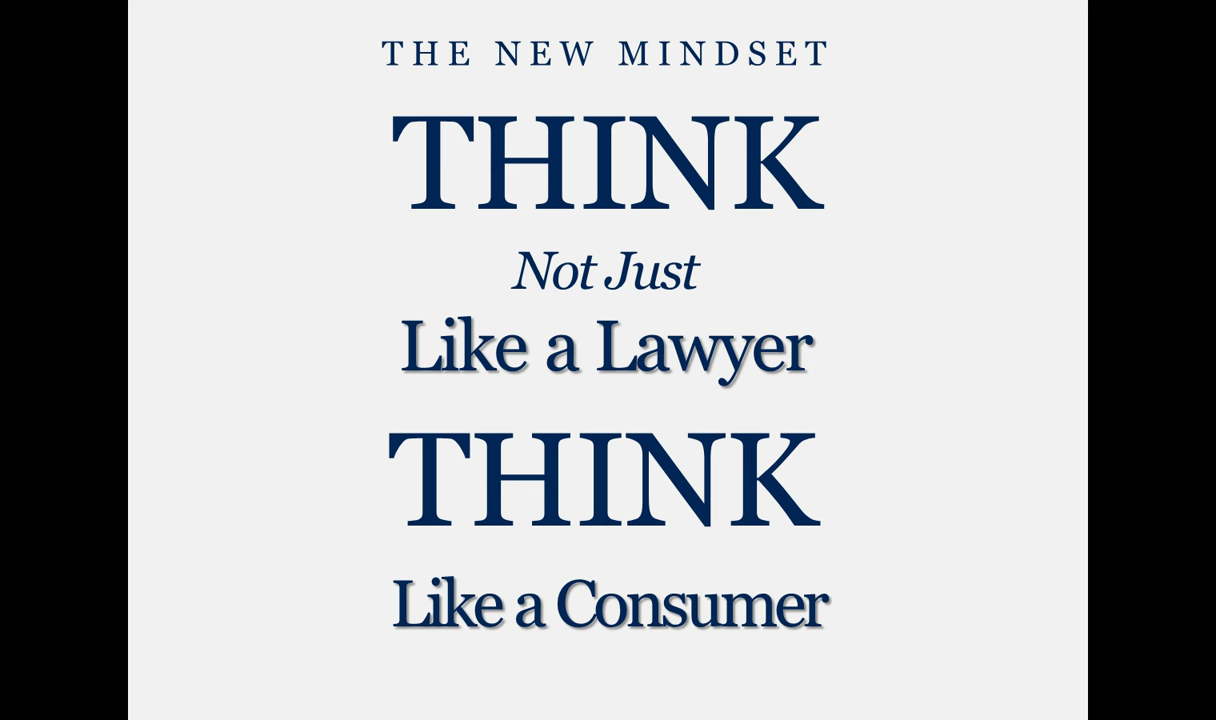 THE NEW MINDSET
THINK
Not Just
Like a Lawyer
THINK
Like a Consumer